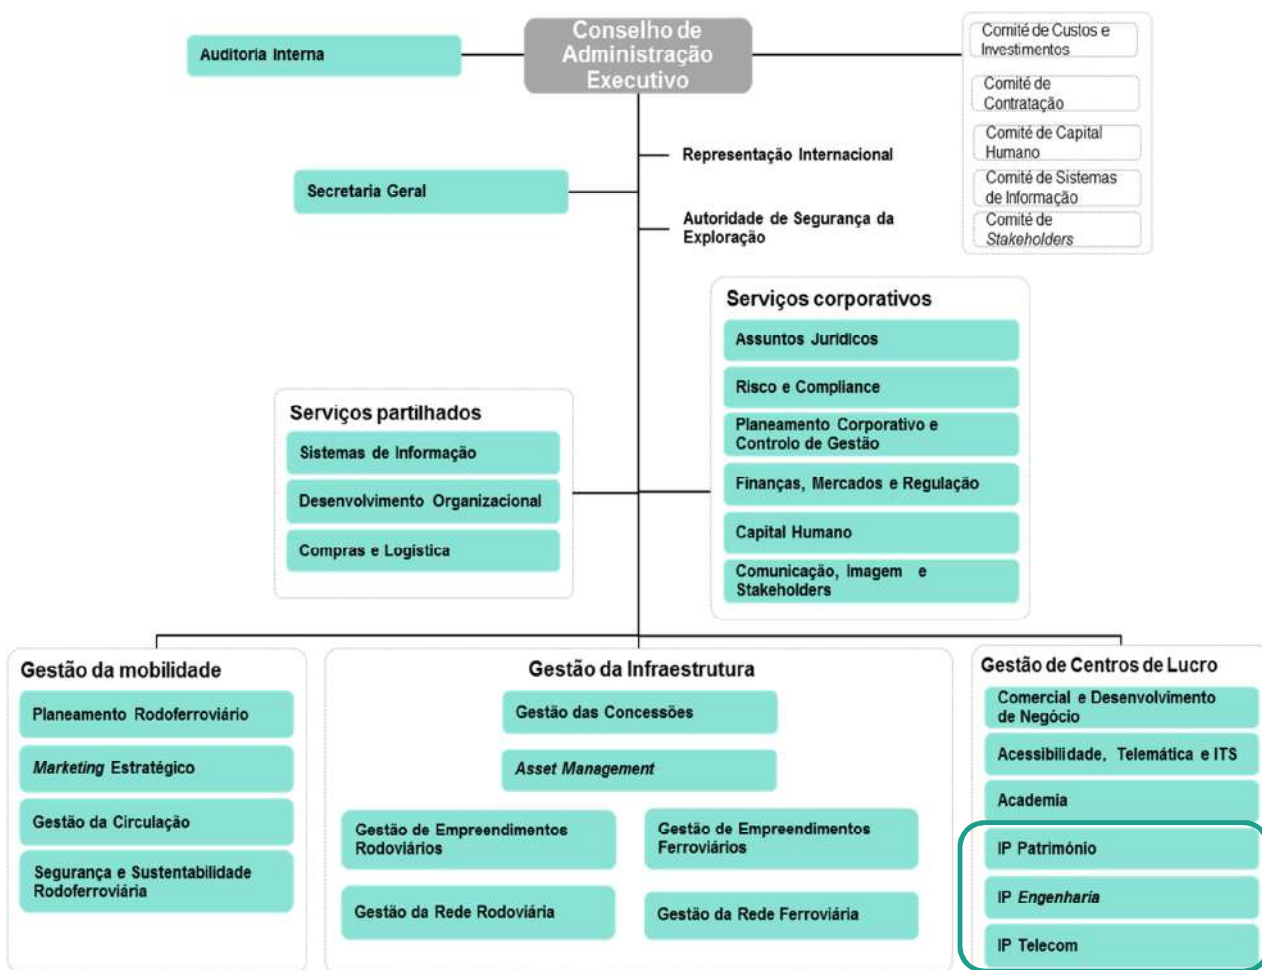 Conselho de
Administração
Executivo
Auditoria Interna
Comité de Custos e
Investimentos
Comité de
Contratação
Comité de Capital
Humano
Comité de Sistemas
de Informação
Comité de
Stakeholders
Representação Internacional
Secretaria Geral
Autoridade de Segurança da
Exploração
Serviços corporativos
Assuntos Jurídicos
Risco e Compliance
Planeamento Corporativo e
Controlo de Gestão
Finanças, Mercados e Regulação
Capital Humano
Comunicação, Imagem e
Stakeholders
Serviços partilhados
Sistemas de Informação
Desenvolvimento Organizacional
Compras e Logística
Gestão da mobilidade
Planeamento Rodoferroviário
Marketing Estratégico
Gestão da Circulação
Segurança e Sustentabilidade
Rodoferroviária
Gestão da Infraestrutura
Gestão das Concessões
Asset Management
Gestão de Empreendimentos
Rodoviários
Gestão de Empreendimentos
Ferroviários
Gestão da Rede Rodoviária
Gestão da Rede Ferroviária
Gestão de Centros de Lucro
Comercial e Desenvolvimento
de Negócio
Acessibilidade, Telemática e ITS
Academia
IP Património
IP Engenharia
IP Telecom